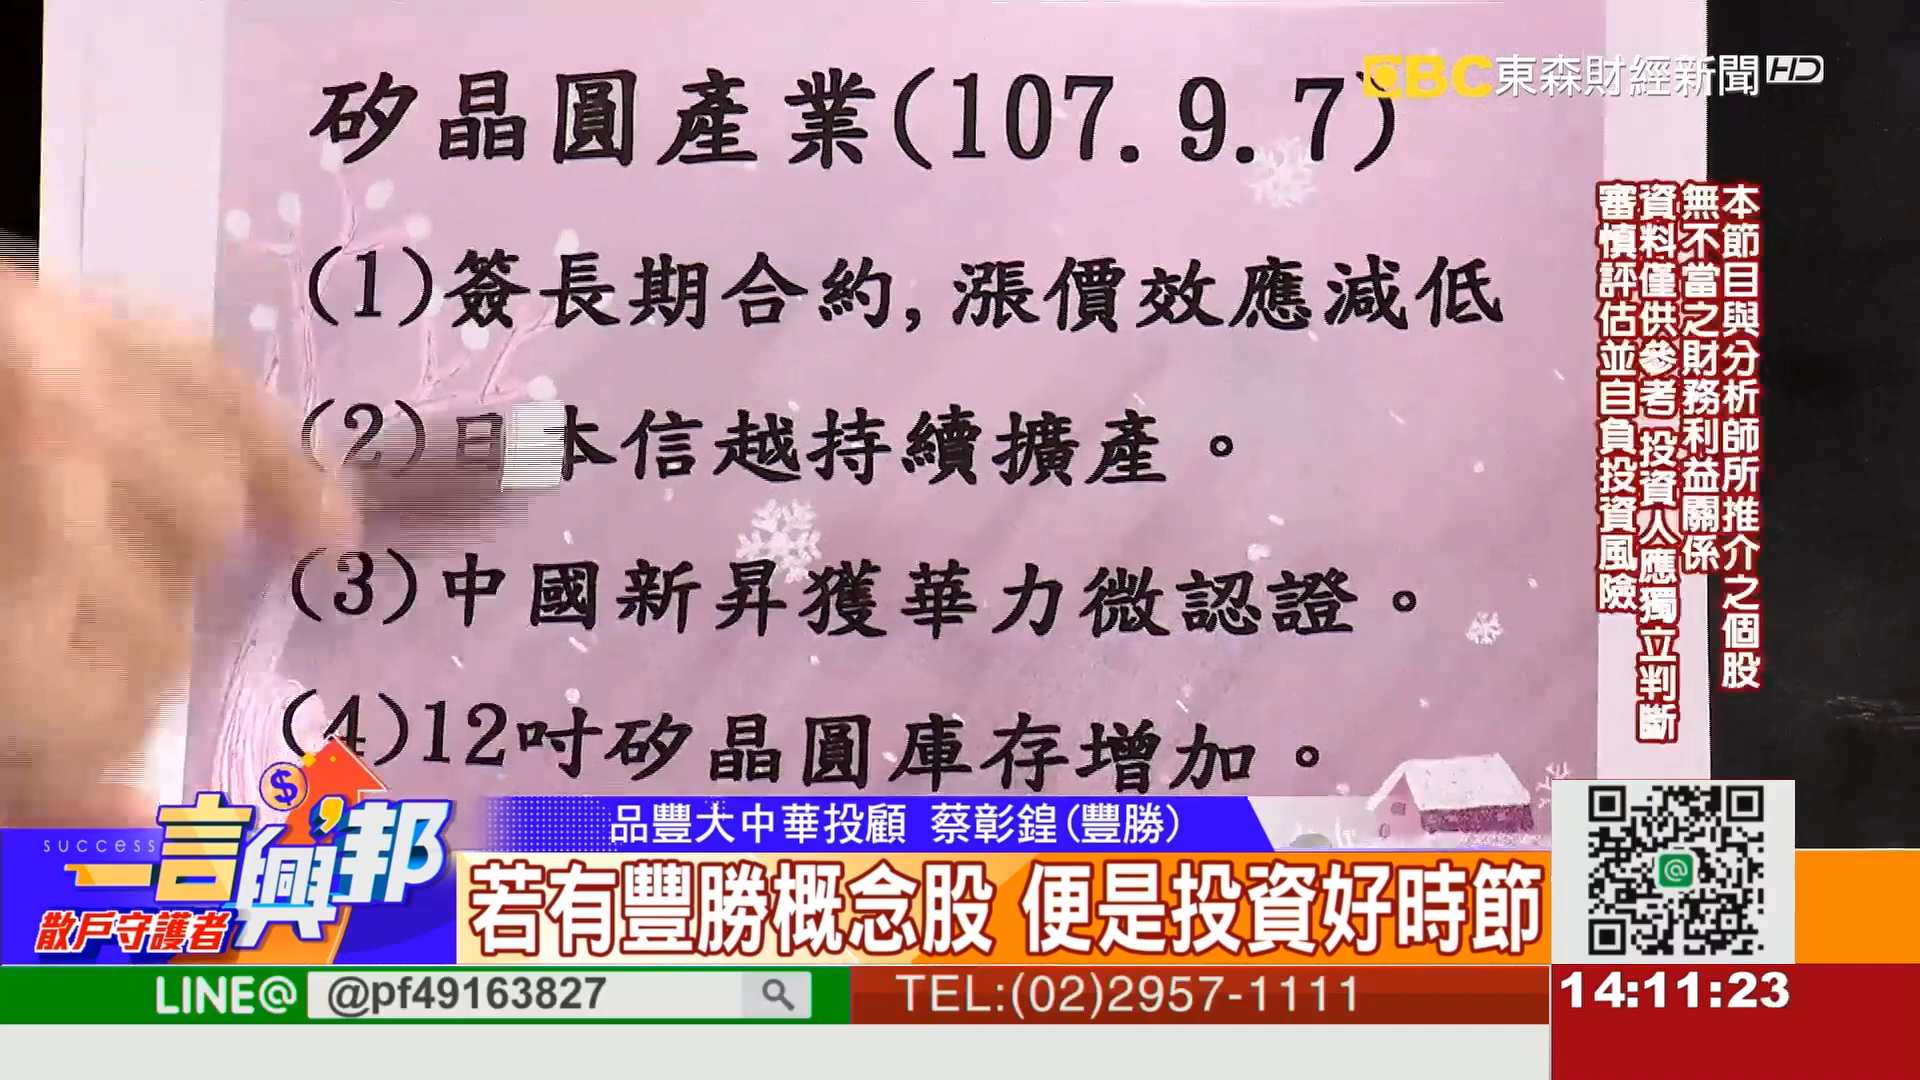 矽晶圓產業(107.9.7)
EBC東森財經新聞HD
(1)簽長期合約,漲價效應減低
(2)日本信越持續擴產。
(3)中國新昇獲華力微認證。
(4)12吋矽晶圓庫存增加。
本節目與分析師所推介之個股
無不當之財務利益關係
資料僅供參考 投資人應獨立判斷
審慎評估並自負投資風險
品豐大中華投顧 蔡彰鍠(豐勝)
success
一言興邦
散戶守護者
若有豐勝概念股 便是投資好時節
LINE@ @pf49163827
TEL:(02)2957-1111
14:11:23